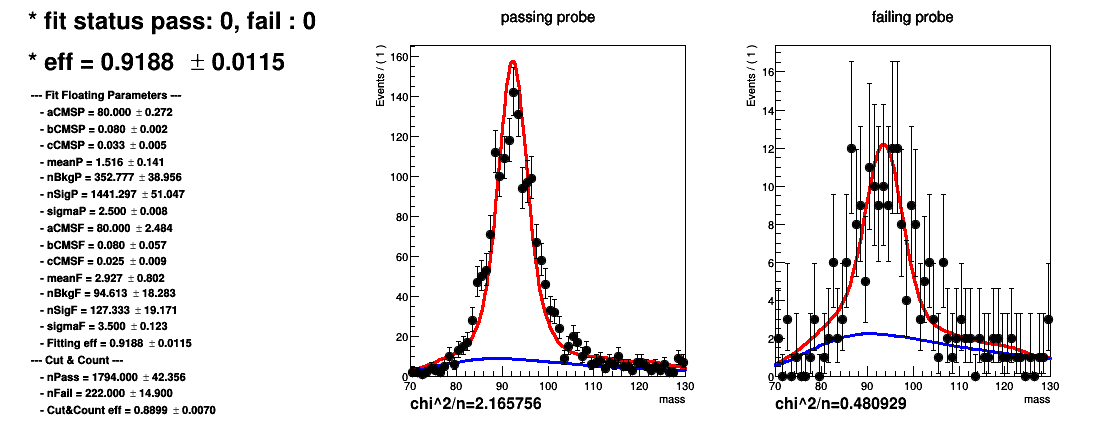 * fit status pass: 0, fail : 0
* eff = 0.9188 ± 0.0115
--- Fit Floating Parameters ---
- aCMSP = 80.000 ± 0.272
- bCMSP = 0.080 ± 0.002
- cCMSP = 0.033 ± 0.005
- meanP = 1.516 ± 0.141
- nBkgP = 352.777 ± 38.956
- nSigP = 1441.297 ± 51.047
- sigmaP = 2.500 ± 0.008
- aCMSF = 80.000 ± 2.484
- bCMSF = 0.080 ± 0.057
- cCMSF = 0.025 ± 0.009
- meanF = 2.927 ± 0.802
- nBkgF = 94.613 ± 18.283
- nSigF = 127.333 ± 19.171
- sigmaF = 3.500 ± 0.123
- Fitting eff = 0.9188 ± 0.0115
--- Cut & Count ---
- nPass = 1794.000 ± 42.356
- nFail = 222.000 ± 14.900
- Cut&Count eff = 0.8899 ± 0.0070
passing probe
Events / ( 1 )
160
140
120
100
80
60
40
20
0
70 80 90 100 110 120 130
mass
chi^2/n=2.165756
failing probe
Events / ( 1 )
16
14
12
10
8
6
4
2
0
70 80 90 100 110 120 130
mass
chi^2/n=0.480929